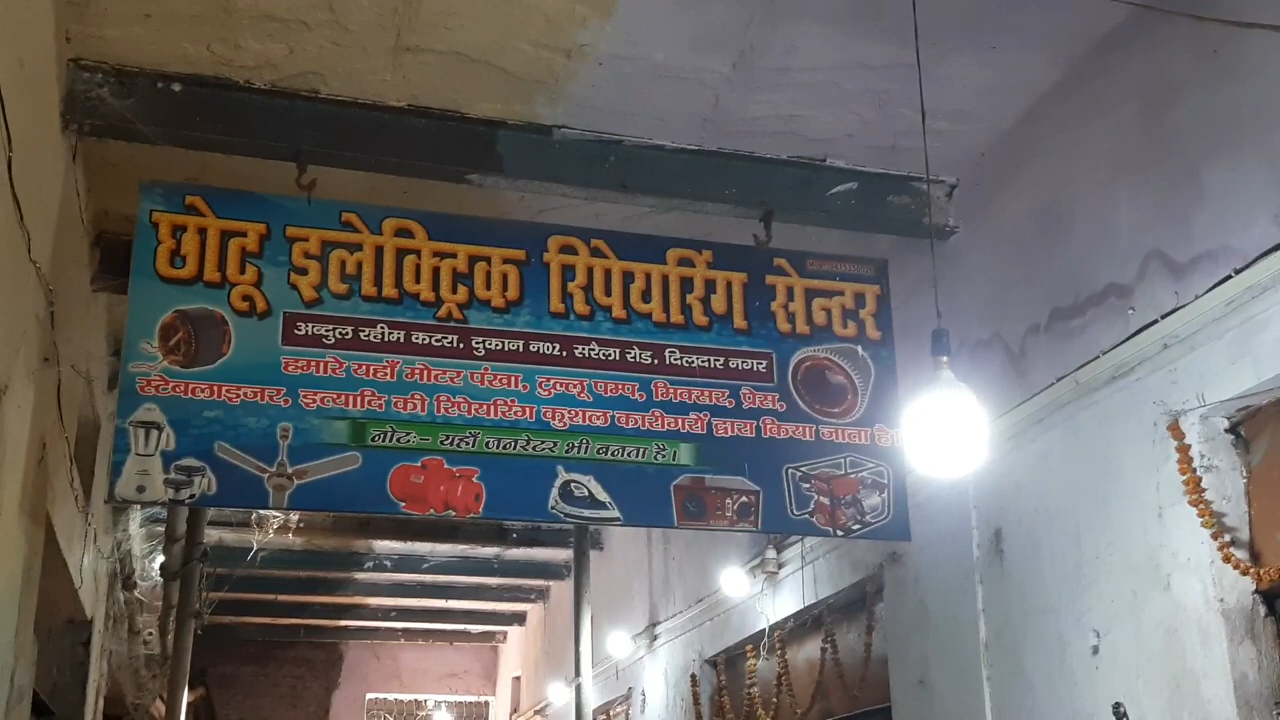 छोटू इलेक्ट्रिक रिपेयरिंग सेन्टर
अब्दुल रहीम कटरा, दुकान न02, सरैला रोड, दिलदार नगर
हमारे यहाँ मोटर पंखा, टुल्लू पम्प, मिक्सर, प्रेस,
स्टेबलाइजर, इत्यादि की रिपेयरिंग कुशल कारीगरों द्वारा किया जाता है।
नोटः- यहाँ जनरेटर भी बनता है।